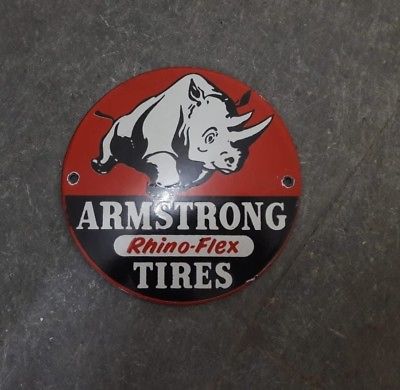 ARMSTRONG
Rhino-Flex
TIRES